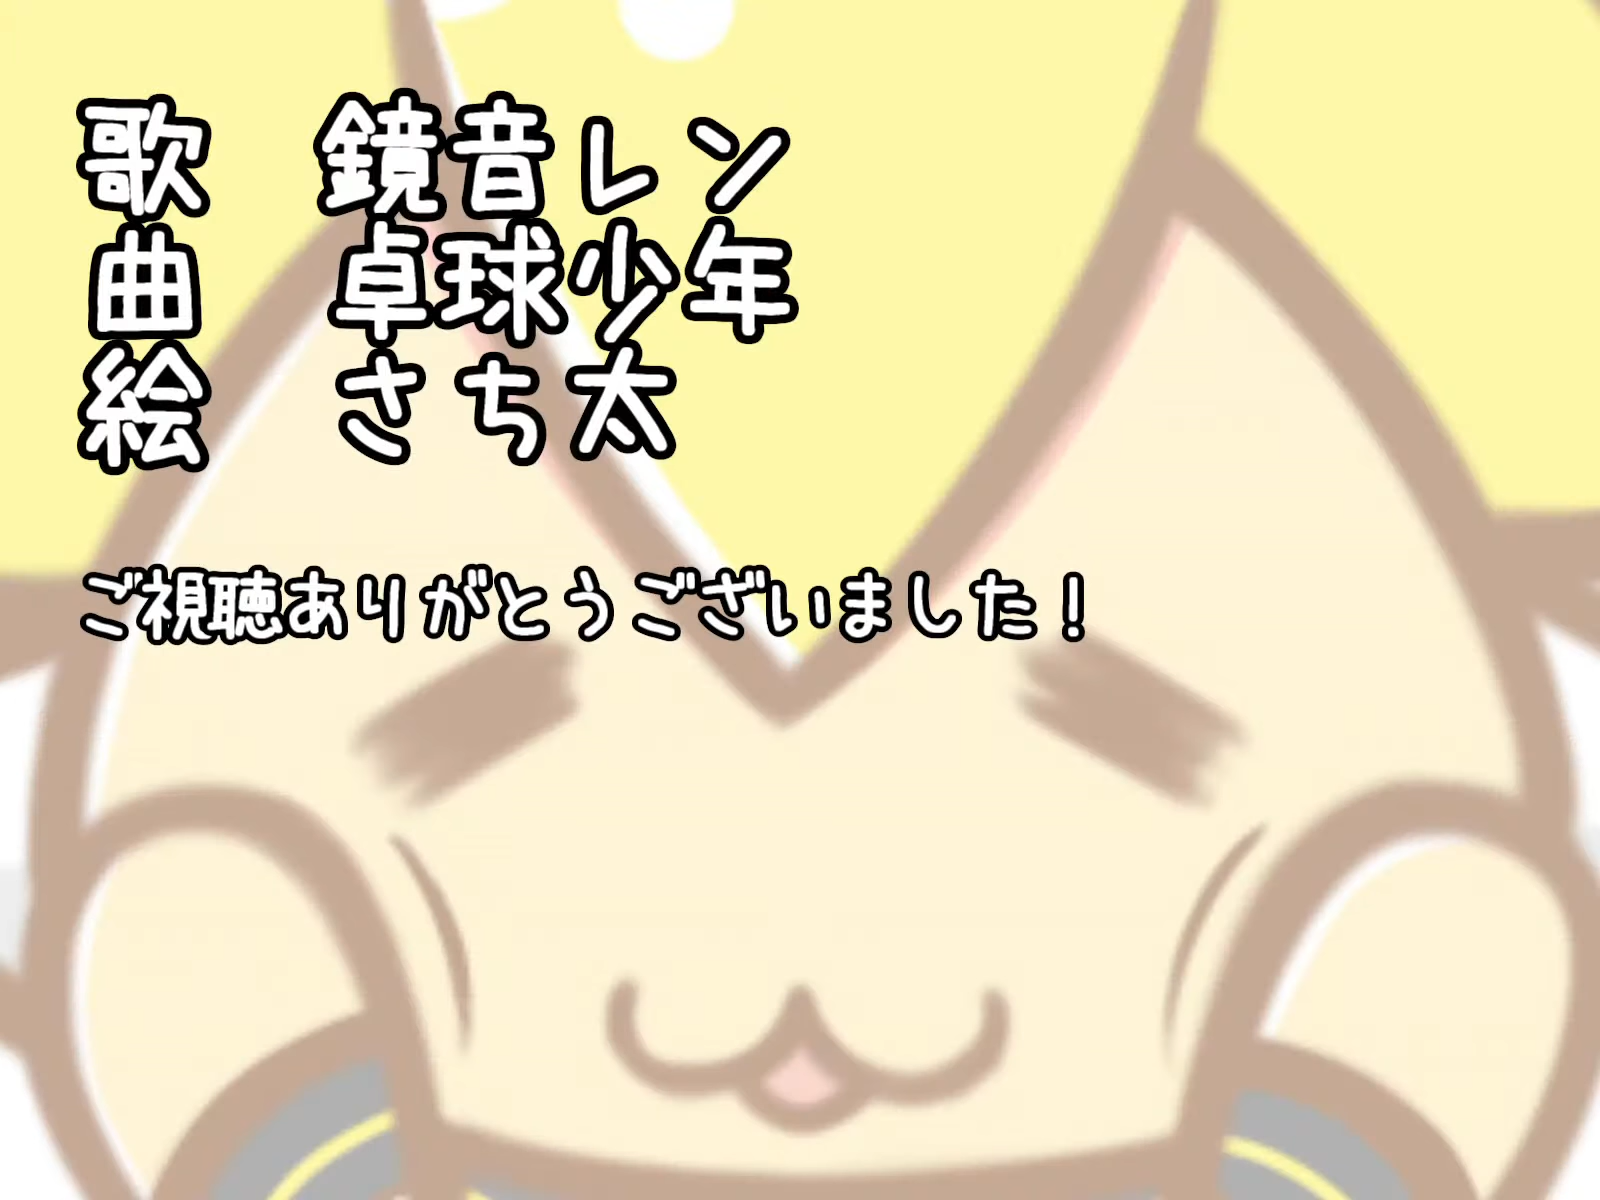 歌　鏡音レン
曲　卓球少年
絵　さち太
ご視聴ありがとうございました！